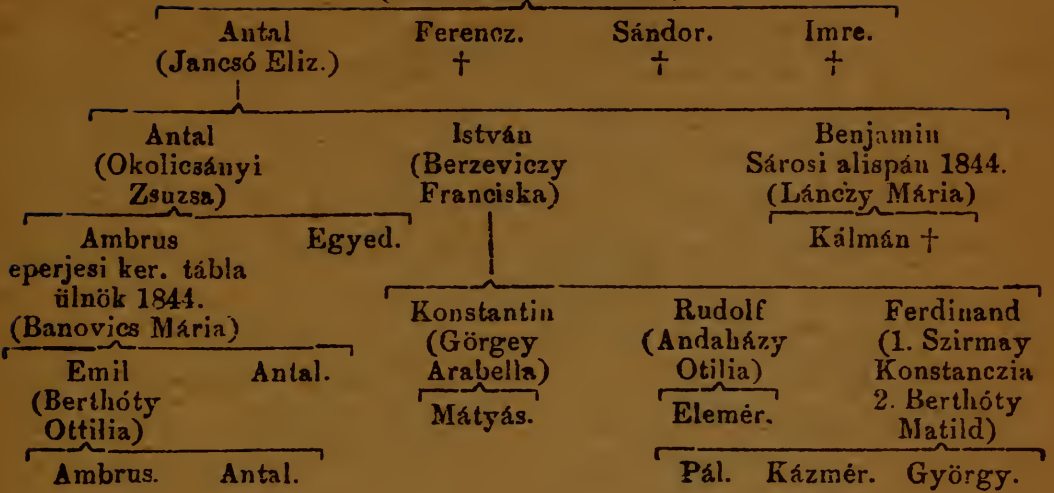 Antal Ferencz. Sándor. Imre.
(Jancsó Eliz.) † † †
Antal István Benjamin
(Okolicsányi (Berzeviczy Sárosi alispán 1844.
Zsuzsa) Franciska) (Lánczy Mária)
Ambrus Egyed. Kálmán †
eperjesi ker. tábla
ülnök 1844. Konstantin Rudolf Ferdinand
(Banovics Mária) (Görgey (Andaházy (1. Szirmay
Emil Antal. Arabella) Otilia) Konstanczia
(Berthóty Mátyás. Elemér. 2. Berthóty
Ottilia) Matild)
Ambrus. Antal. Pál. Kázmér. György.